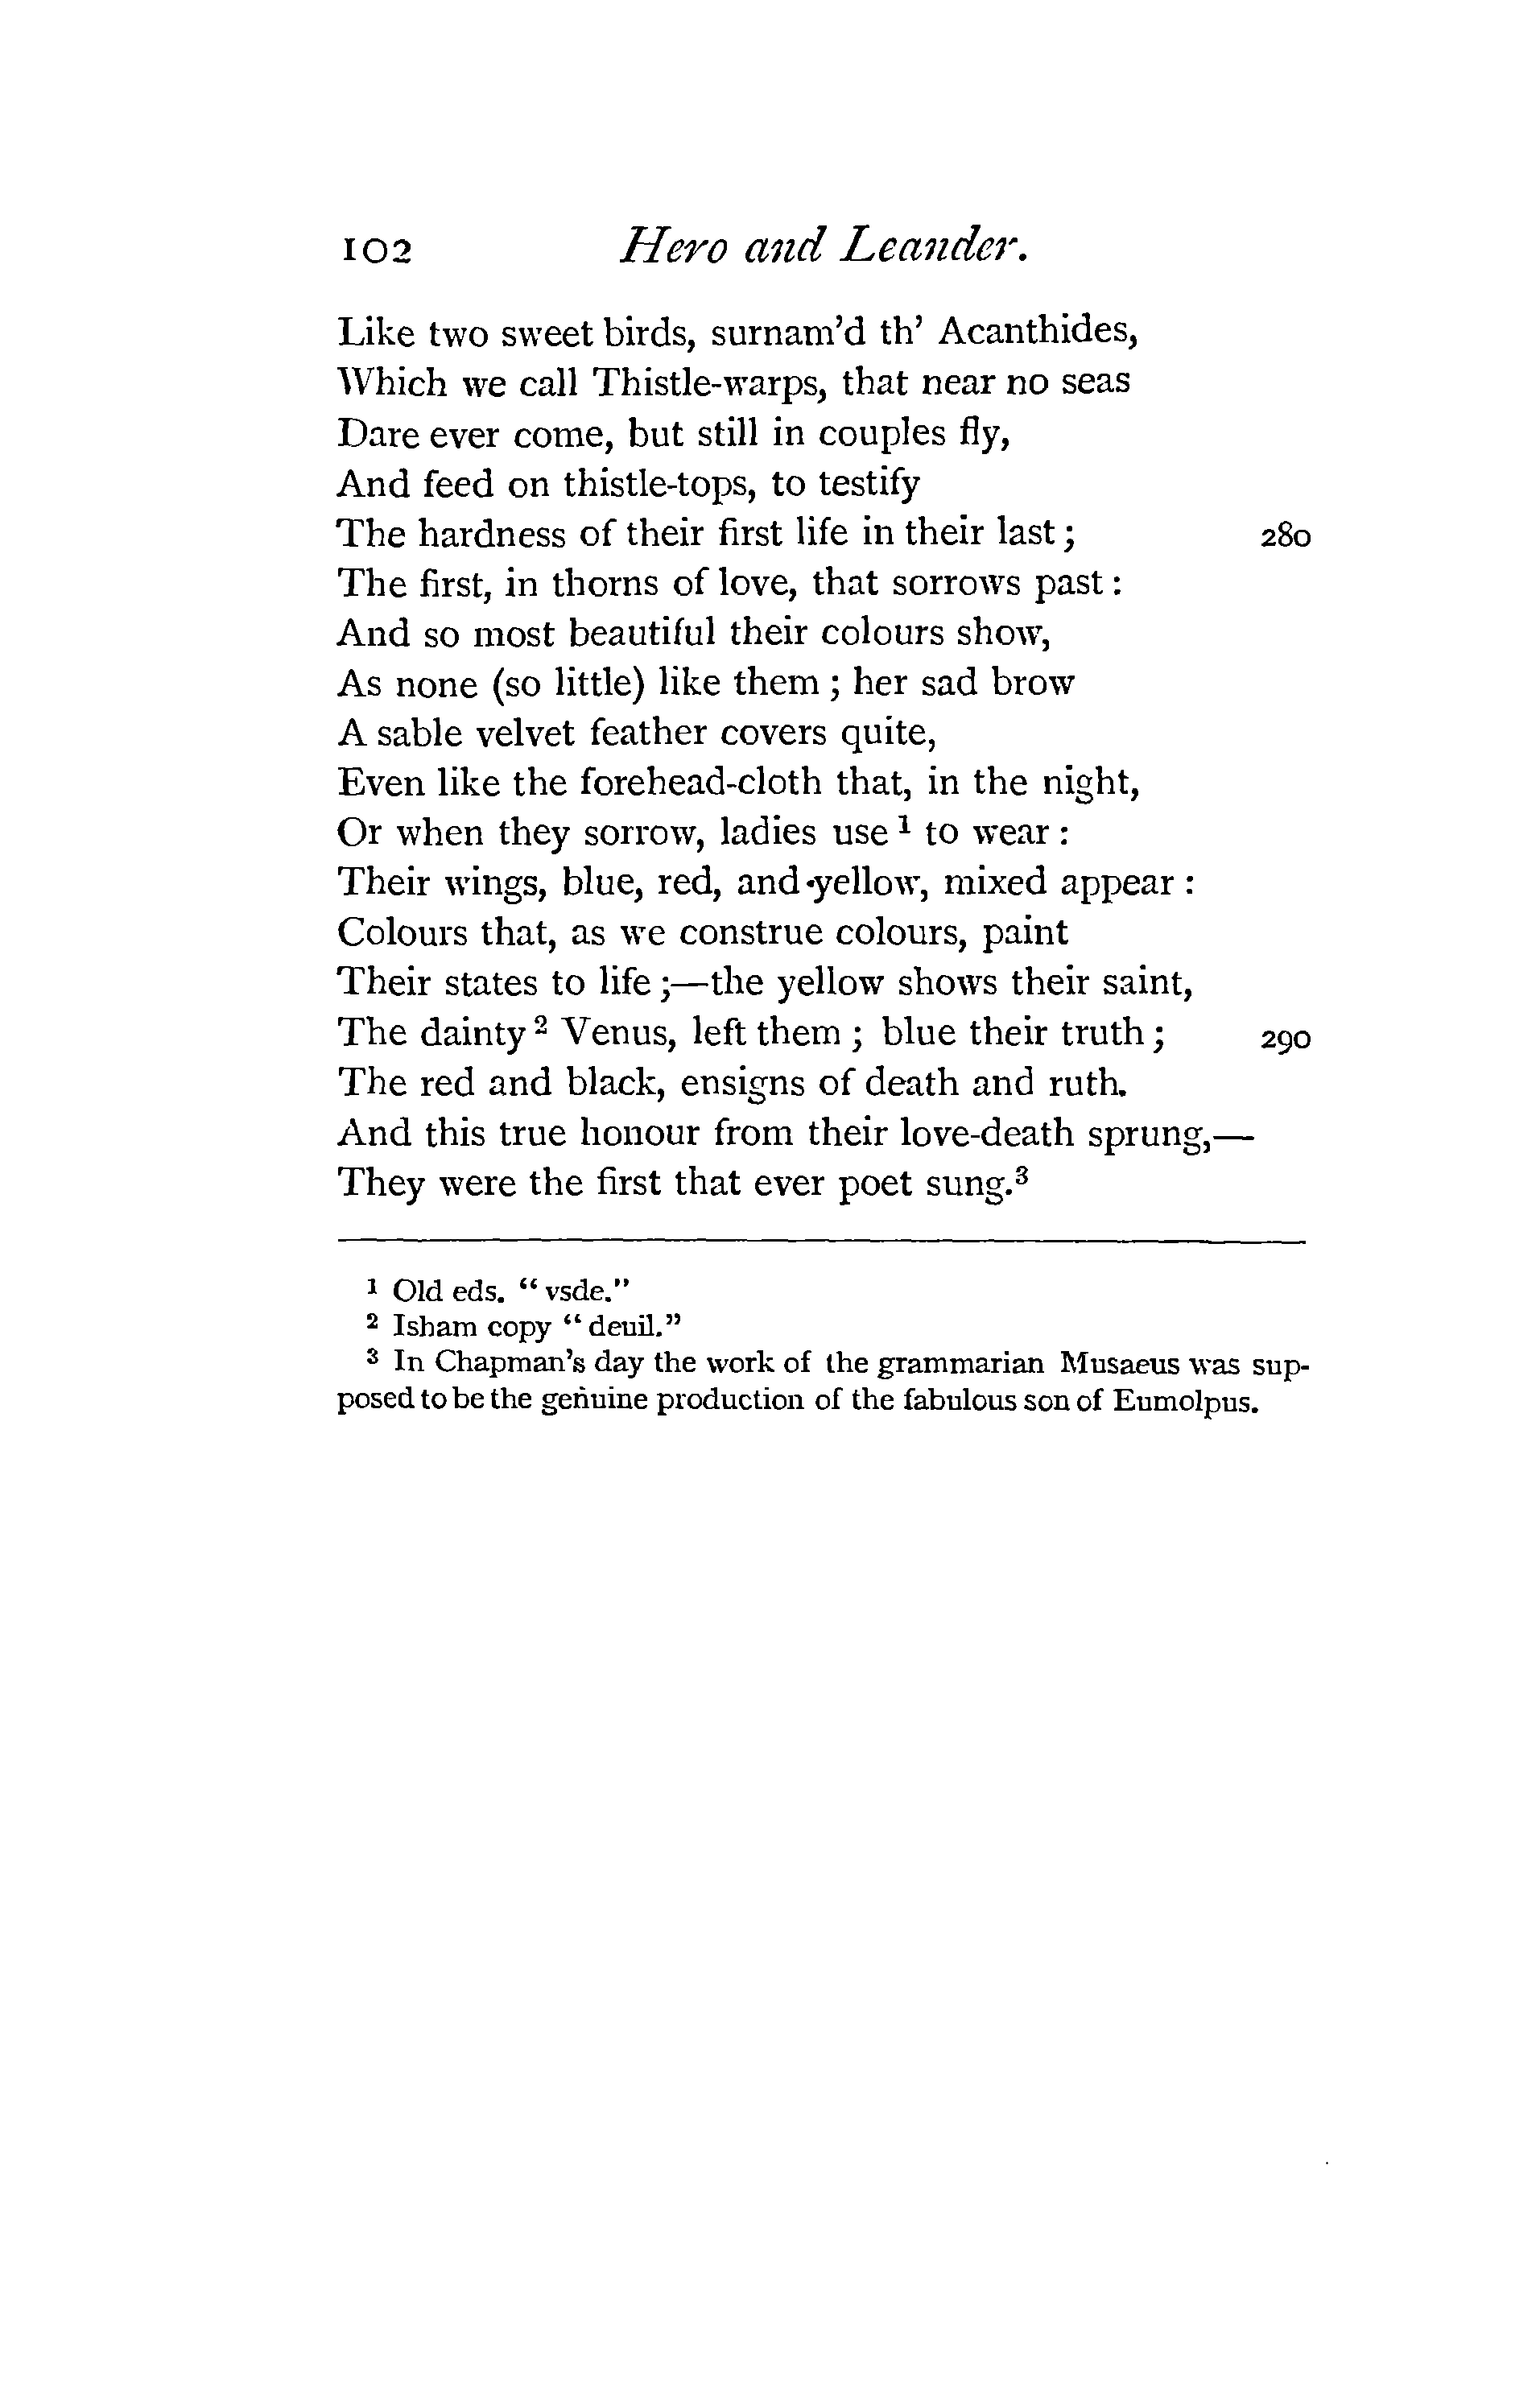 102 Hero and Leander.
Like two sweet birds, surnam'd th' Acanthides,
Which we call Thistle-warps, that near no seas
Dare ever come, but still in couples fly,
And feed on thistle-tops, to testify
The hardness of their first life in their last ; 280
The first, in thorns of love, that sorrows past :
And so most beautiful their colours show,
As none (so little) like them ; her sad brow
A sable velvet feather covers quite,
Even like the forehead-cloth that, in the night,
Or when they sorrow, ladies use ¹ to wear :
Their wings, blue, red, and yellow, mixed appear :
Colours that, as we construe colours, paint
Their states to life ;—the yellow shows their saint,
The dainty ² Venus, left them ; blue their truth ; 290
The red and black, ensigns of death and ruth.
And this true honour from their love-death sprung,—
They were the first that ever poet sung.³
¹ Old eds. " vsde."
² Isham copy " deuil."
³ In Chapman's day the work of the grammarian Musaeus was sup-
posed to be the genuine production of the fabulous son of Eumolpus.